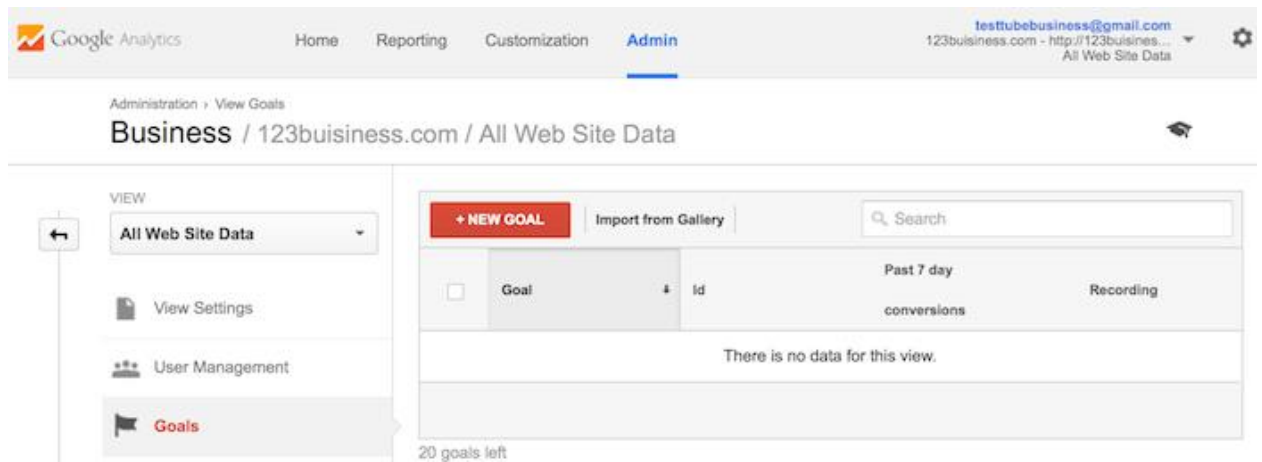 Google Analytics
Home
Reporting
Customization
Admin
testtubebusiness@gmail.com
123buisiness.com - http://123buisines...
All Web Site Data
Administration › View Goals
Business / 123buisiness.com / All Web Site Data
VIEW
All Web Site Data
View Settings
User Management
Goals
+ NEW GOAL
Import from Gallery
Search
Goal
Id
Past 7 day
conversions
Recording
There is no data for this view.
20 goals left